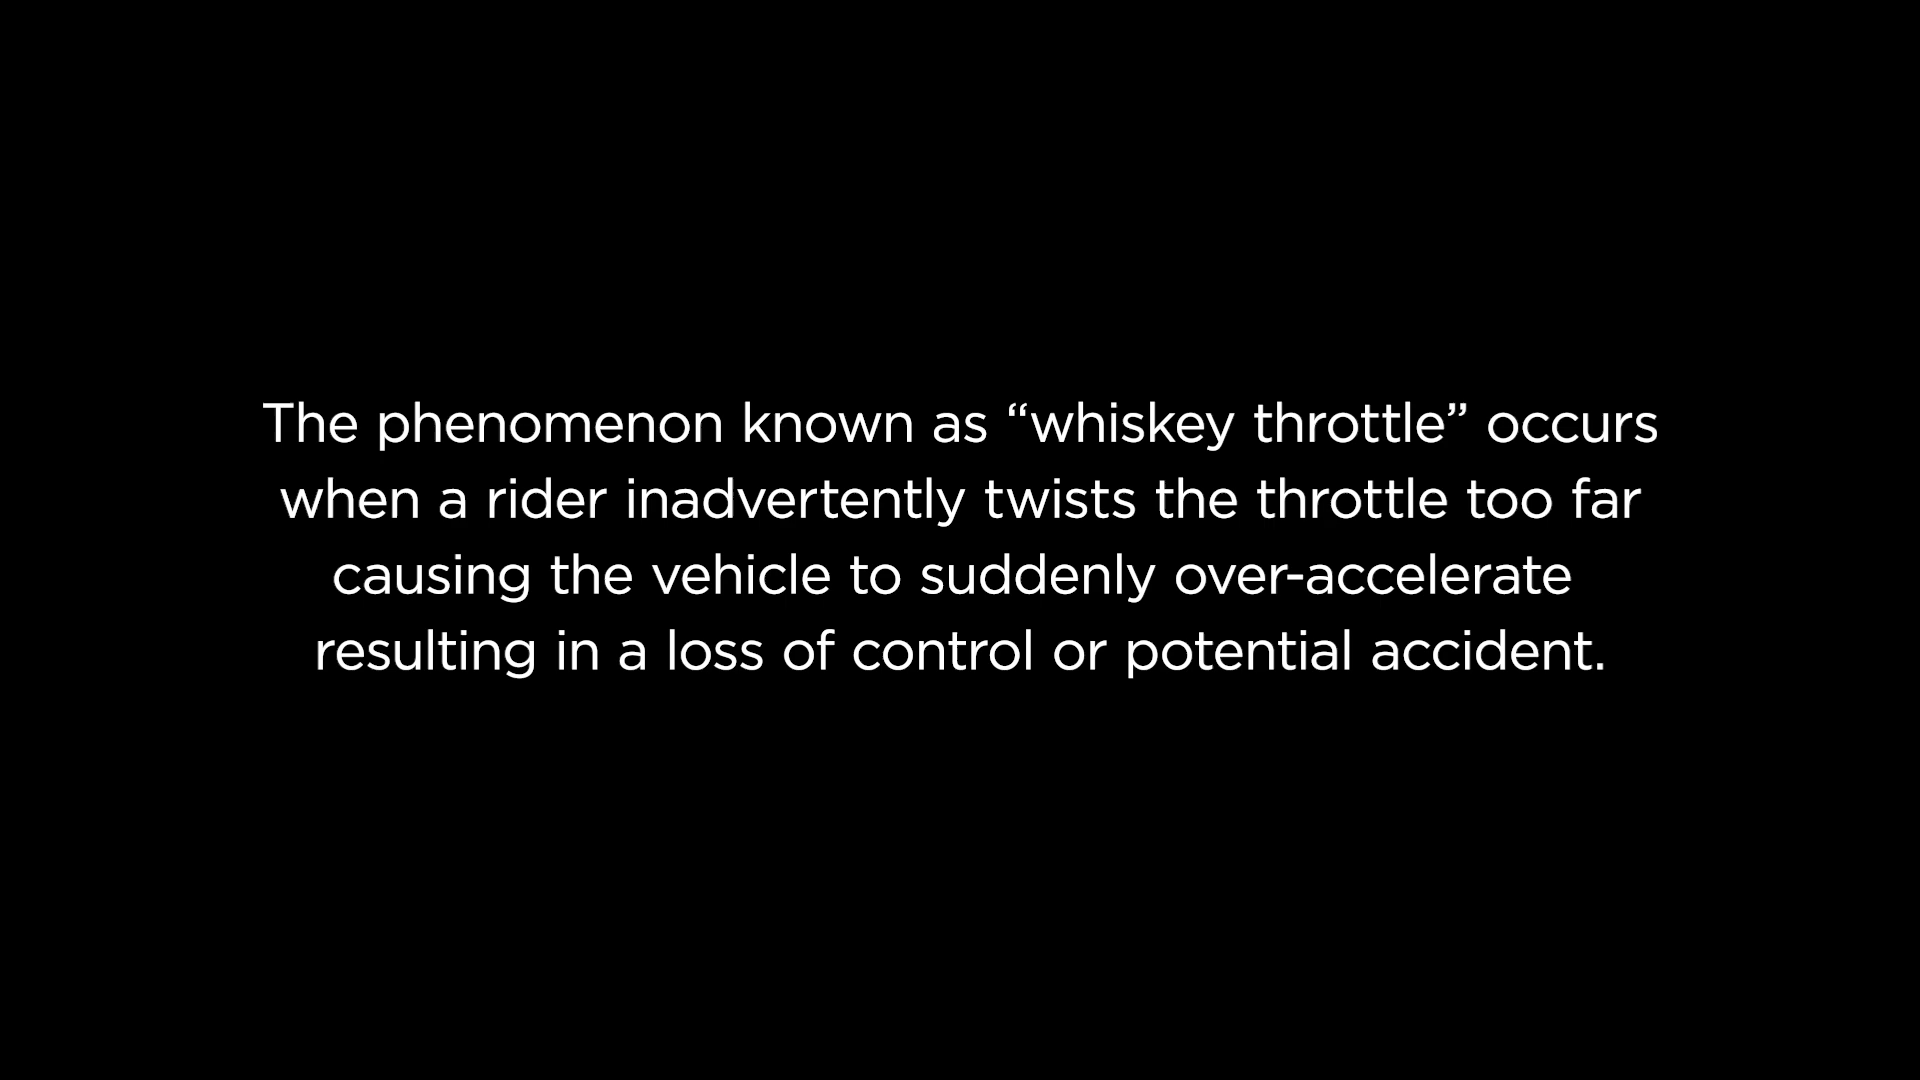 The phenomenon known as “whiskey throttle” occurs
when a rider inadvertently twists the throttle too far
causing the vehicle to suddenly over-accelerate
resulting in a loss of control or potential accident.